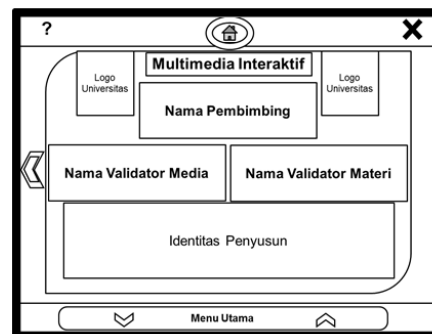 ?
Multimedia Interaktif
Logo
Universitas
Logo
Universitas
Nama Pembimbing
Nama Validator Media
Nama Validator Materi
Identitas Penyusun
Menu Utama